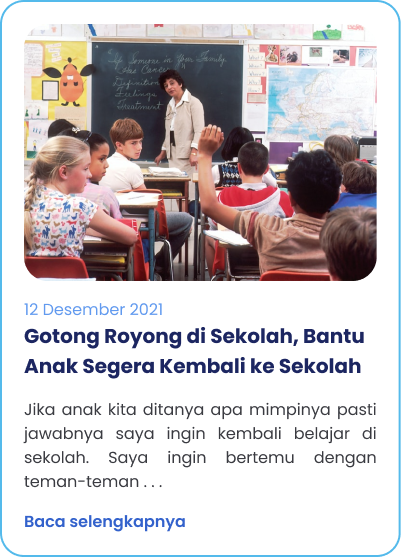 12 Desember 2021
Gotong Royong di Sekolah, Bantu
Anak Segera Kembali ke Sekolah
Jika anak kita ditanya apa mimpinya pasti
jawabnya saya ingin kembali belajar di
sekolah. Saya ingin bertemu dengan
teman-teman . . .
Baca selengkapnya